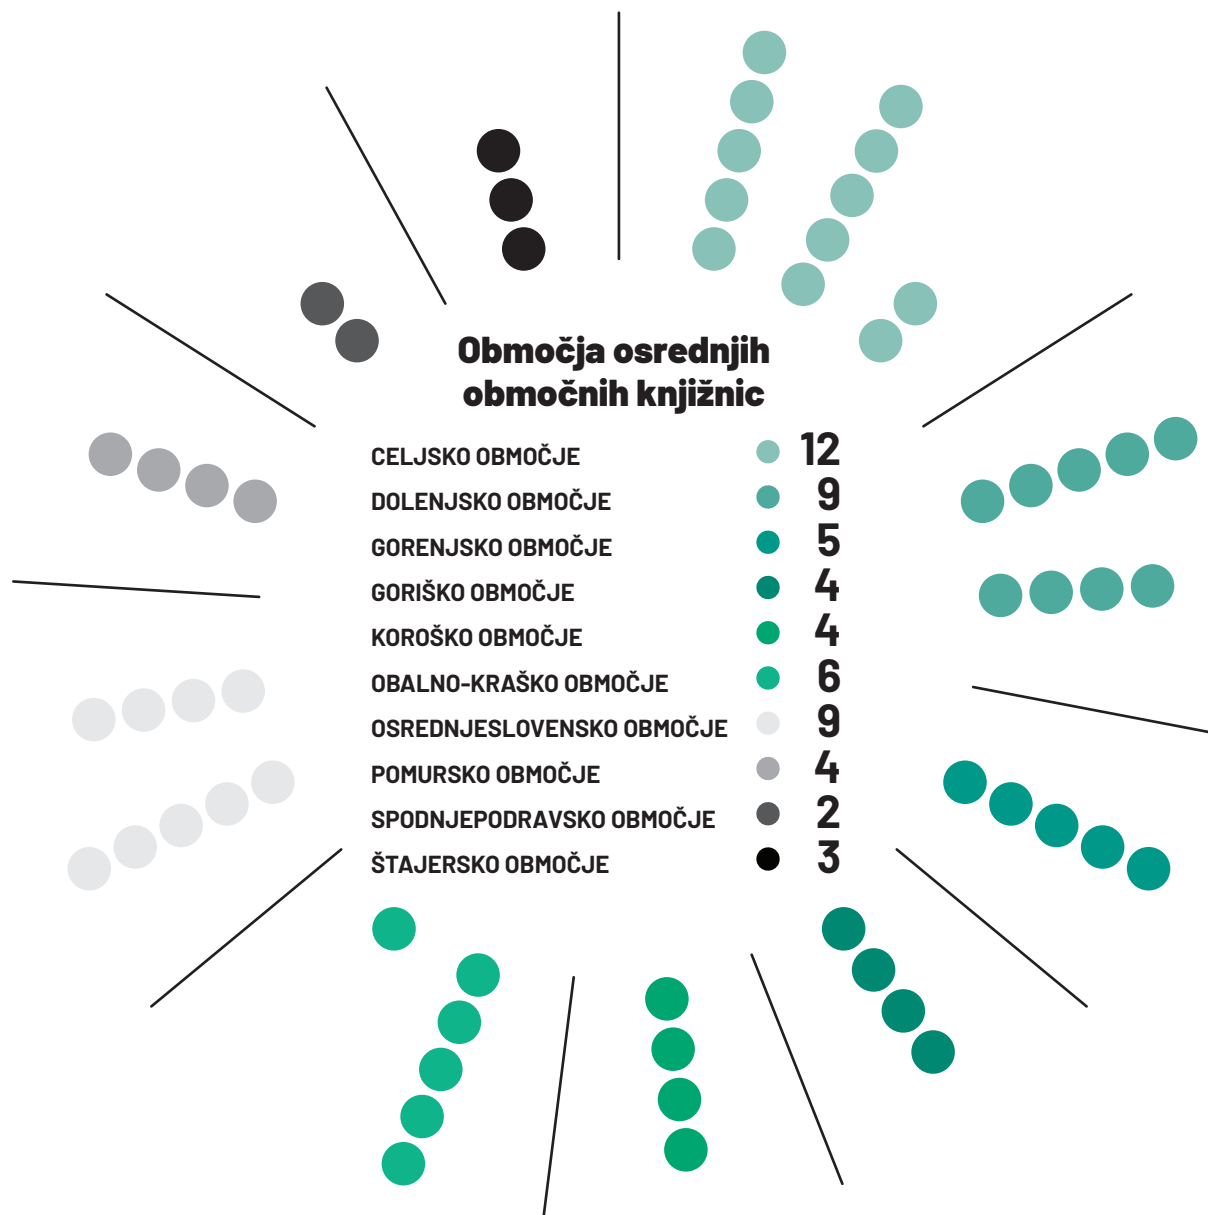 Območja osrednjih
območnih knjižnic
CELJSKO OBMOČJE 12
DOLENJSKO OBMOČJE 9
GORENJSKO OBMOČJE 5
GORIŠKO OBMOČJE 4
KOROŠKO OBMOČJE 4
OBALNO-KRAŠKO OBMOČJE 6
OSREDNJESLOVENSKO OBMOČJE 9
POMURSKO OBMOČJE 4
SPODNJEPODRAVSKO OBMOČJE 2
ŠTAJERSKO OBMOČJE 3